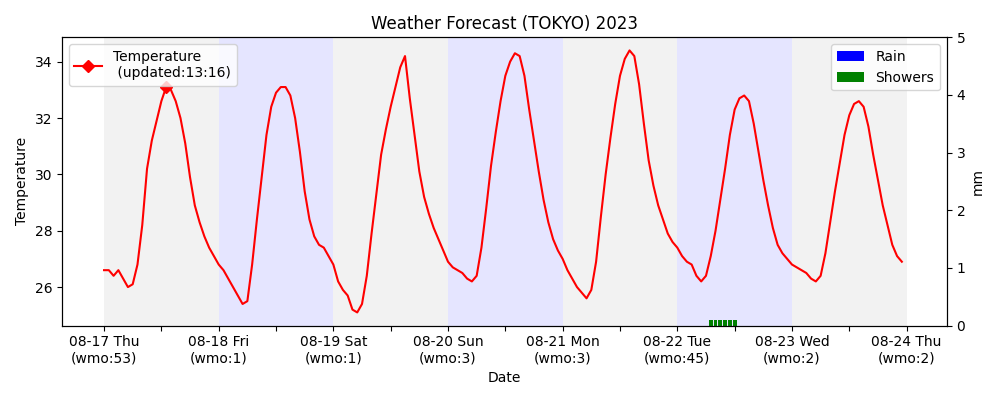 Weather Forecast (TOKYO) 2023
Temperature
(updated:13:16)
Rain
Showers
34
32
30
28
26
Temperature
5
4
3
2
1
0
mm
08-17 Thu
(wmo:53)
08-18 Fri
(wmo:1)
08-19 Sat
(wmo:1)
08-20 Sun
(wmo:3)
08-21 Mon
(wmo:3)
08-22 Tue
(wmo:45)
08-23 Wed
(wmo:2)
08-24 Thu
(wmo:2)
Date